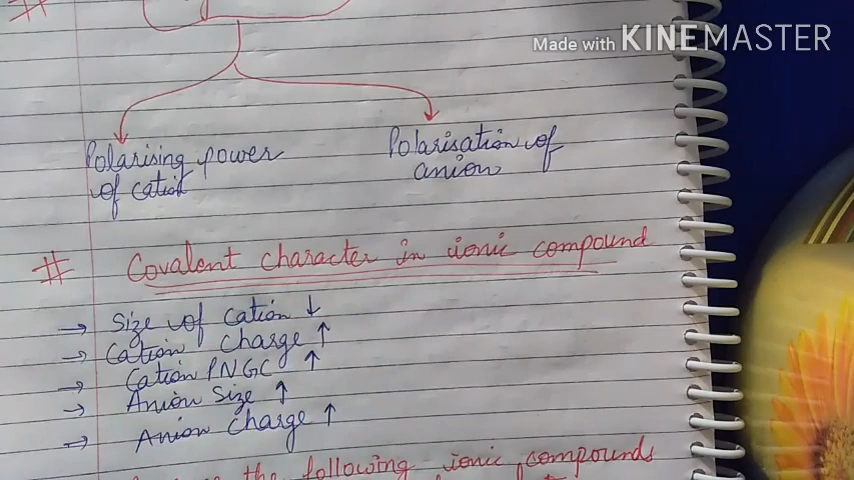 Made with KINEMASTER
#
Polarising power
of cation
Polarisation of
anion
# Covalent character in ionic compound
→ Size of cation ↓
→ Cation Charge ↑
→ Cation PNGC ↑
→ Anion Size ↑
→ Anion Charge ↑
the following ionic compounds